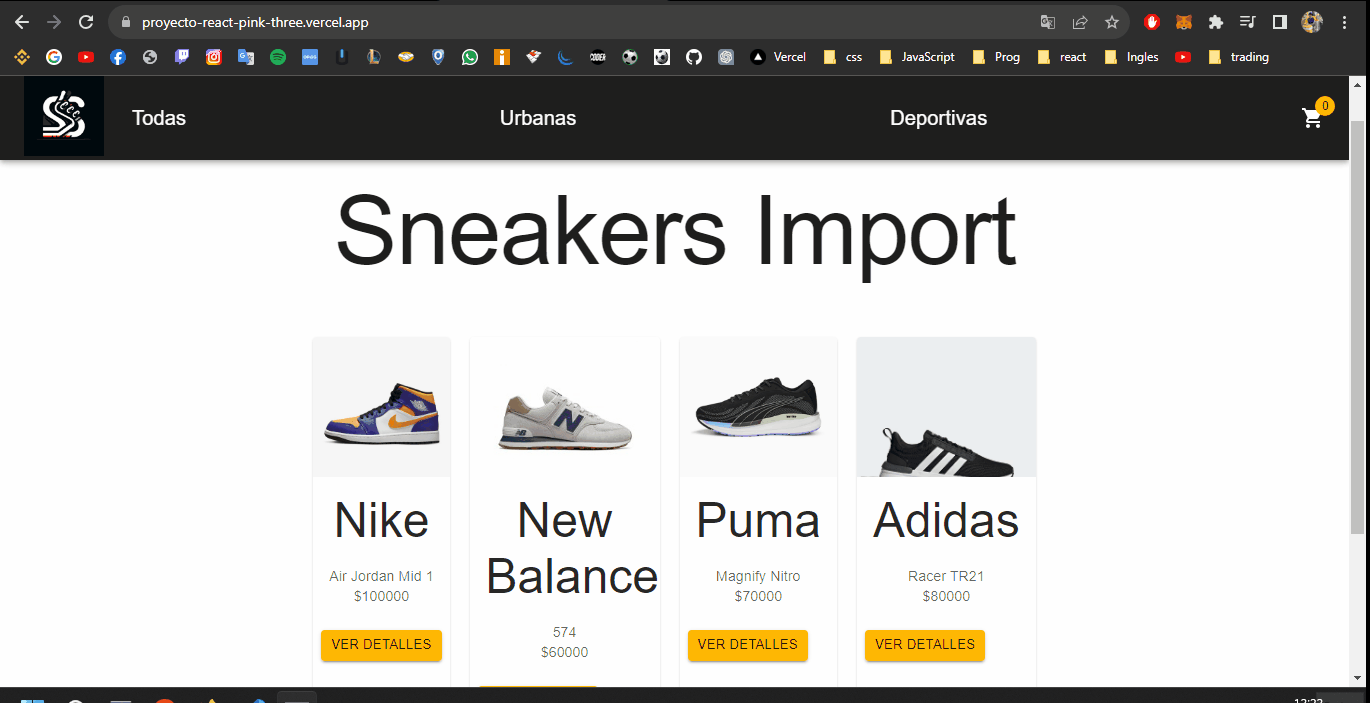 proyecto-react-pink-three.vercel.app
Vercel css JavaScript Prog react Ingles trading
Todas Urbanas Deportivas 0
Sneakers Import
Nike
Air Jordan Mid 1
$100000
VER DETALLES
New
Balance
574
$60000
Puma
Magnify Nitro
$70000
VER DETALLES
Adidas
Racer TR21
$80000
VER DETALLES